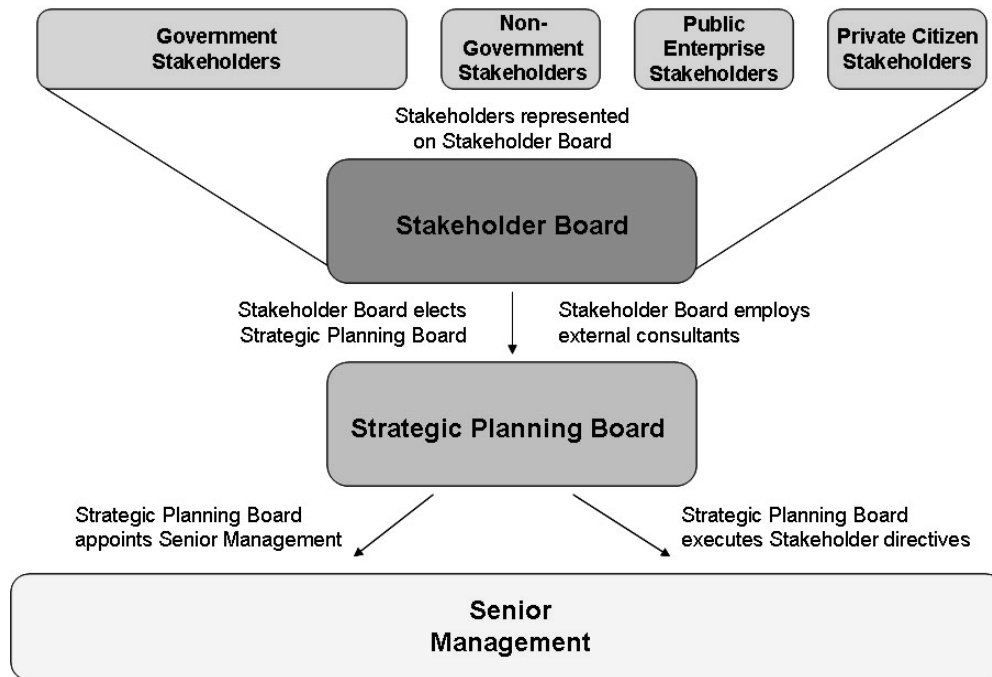 Government
Stakeholders
Non-
Government
Stakeholders
Public
Enterprise
Stakeholders
Private Citizen
Stakeholders
Stakeholders represented
on Stakeholder Board
Stakeholder Board
Stakeholder Board elects
Strategic Planning Board
Stakeholder Board employs
external consultants
Strategic Planning Board
Strategic Planning Board
appoints Senior Management
Strategic Planning Board
executes Stakeholder directives
Senior
Management